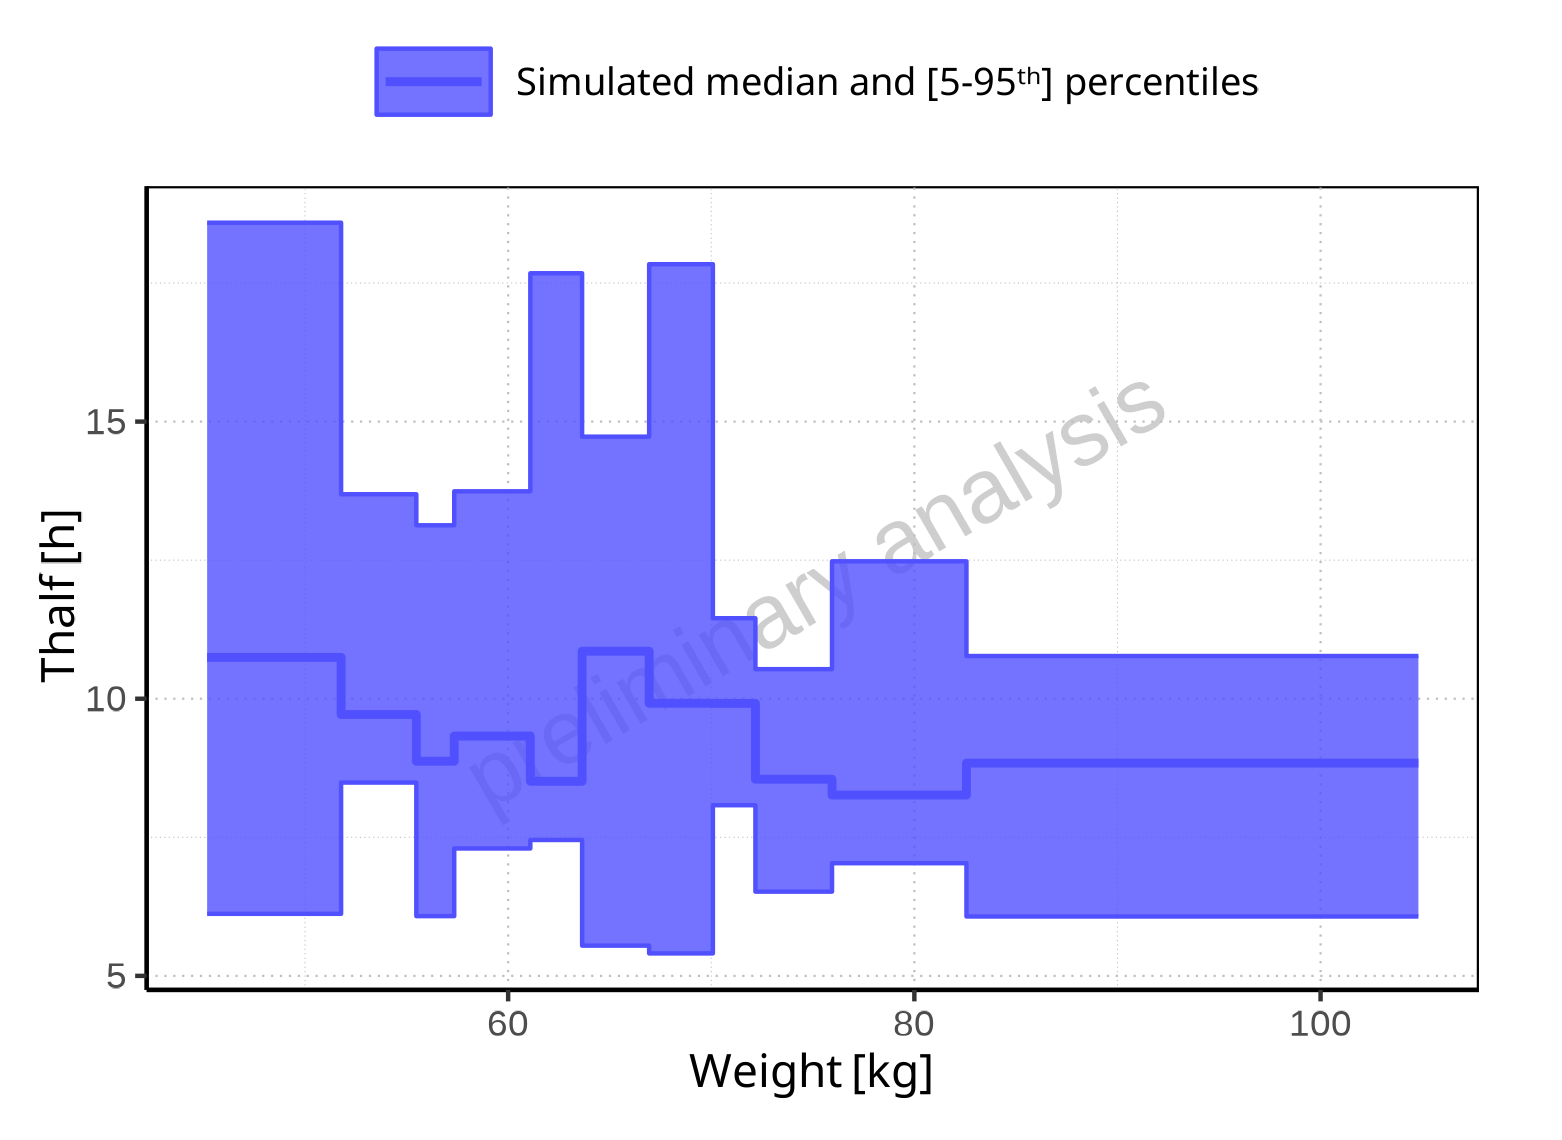 Simulated median and [5-95ᵗʰ] percentiles
15
10
5
Thalf [h]
preliminary analysis
60 80 100
Weight [kg]